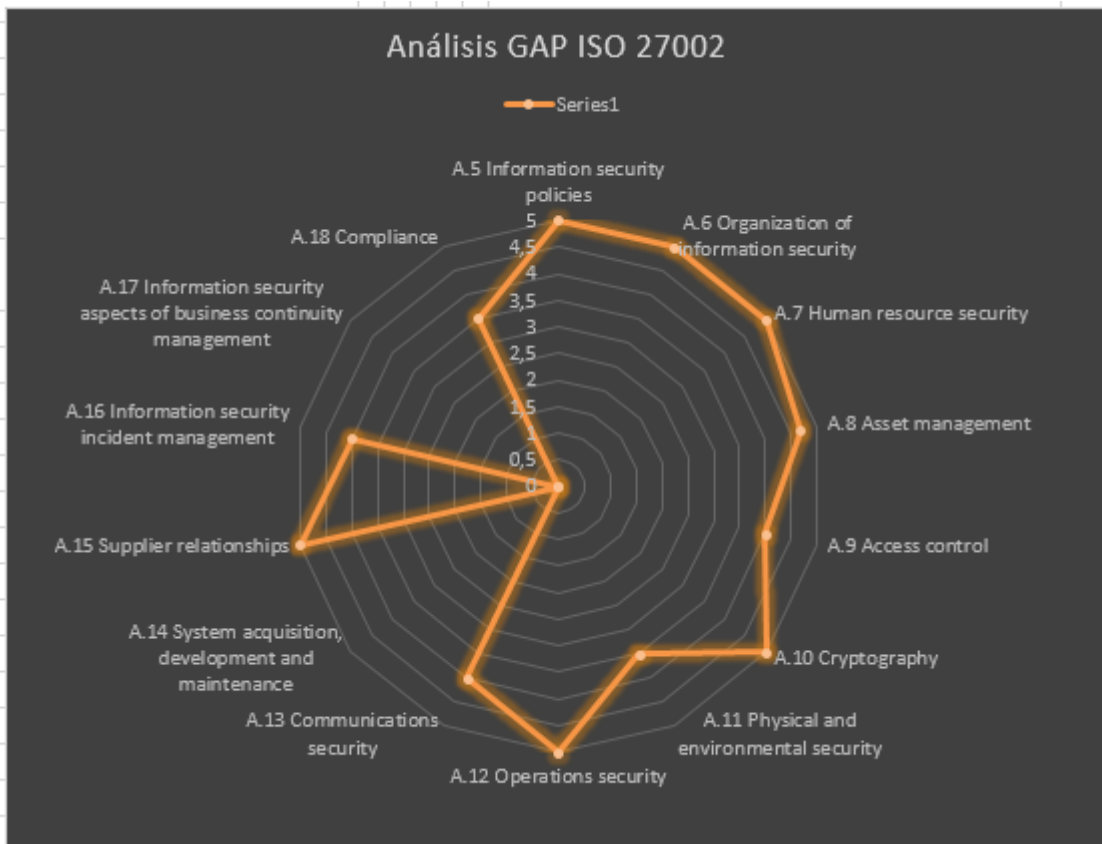 Análisis GAP ISO 27002
Series1
A.5 Information security
policies
A.6 Organization of
information security
A.7 Human resource security
A.8 Asset management
A.9 Access control
A.10 Cryptography
A.11 Physical and
environmental security
A.12 Operations security
A.13 Communications
security
A.14 System acquisition,
development and
maintenance
A.15 Supplier relationships
A.16 Information security
incident management
A.17 Information security
aspects of business continuity
management
A.18 Compliance
5
4,5
4
3,5
3
2,5
2
1,5
1
0,5
0